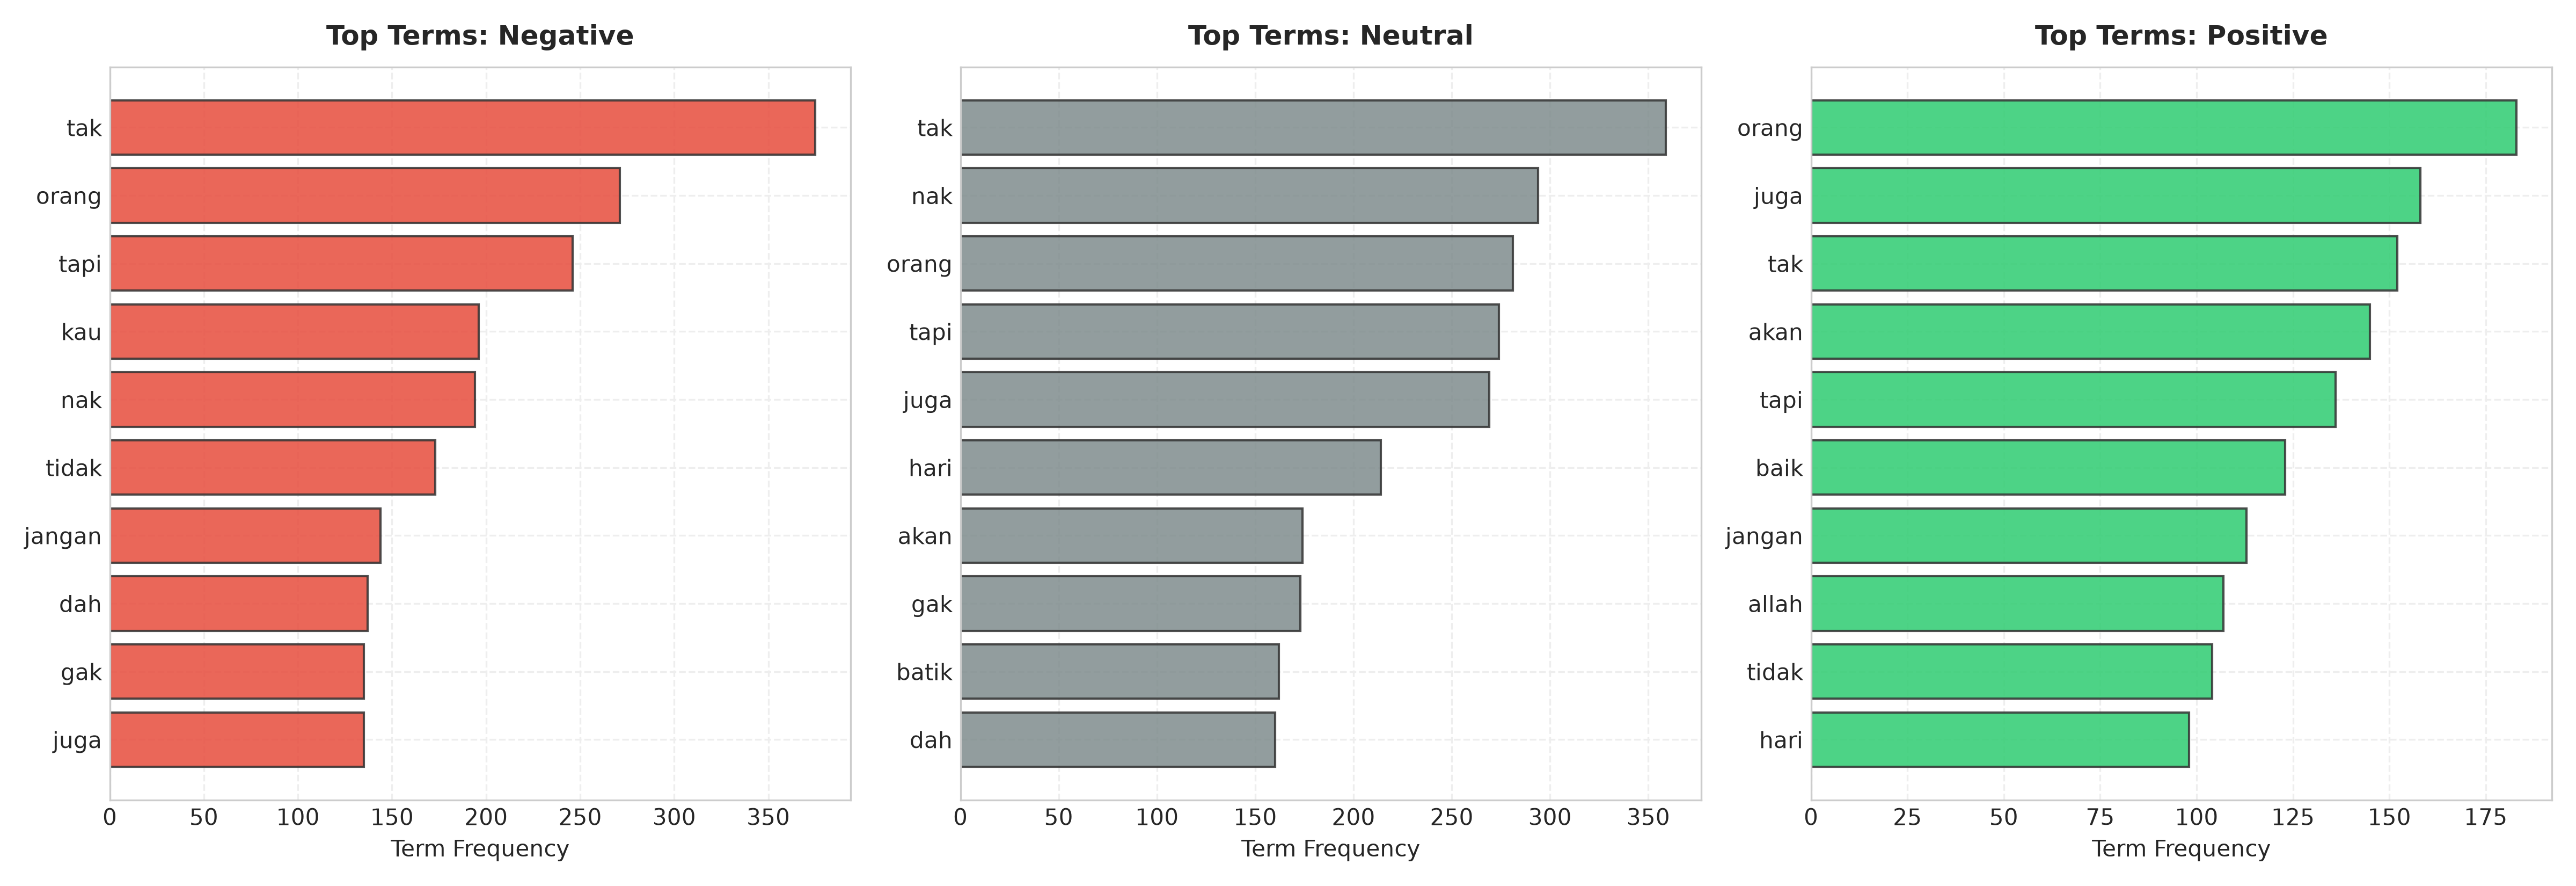 Top Terms: Negative
tak
orang
tapi
kau
nak
tidak
jangan
dah
gak
juga
0 50 100 150 200 250 300 350
Term Frequency
Top Terms: Neutral
tak
nak
orang
tapi
juga
hari
akan
gak
batik
dah
0 50 100 150 200 250 300 350
Term Frequency
Top Terms: Positive
orang
juga
tak
akan
tapi
baik
jangan
allah
tidak
hari
0 25 50 75 100 125 150 175
Term Frequency